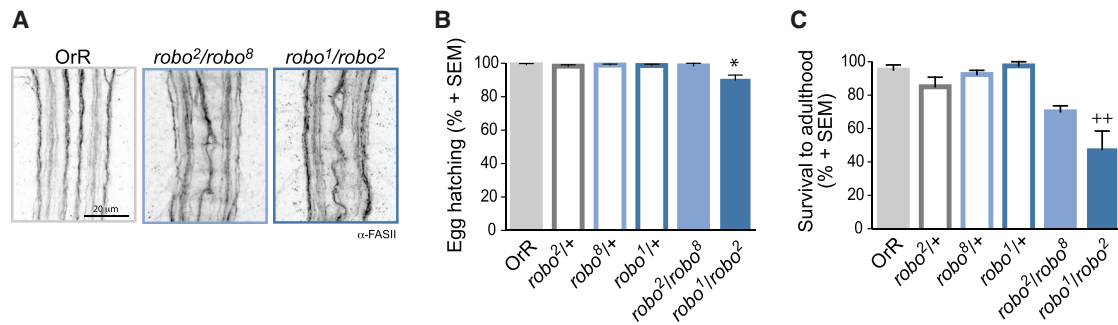 A
OrR
robo²/robo⁸
robo¹/robo²
20 µm
α-FASII
B
Egg hatching (% + SEM)
100
80
60
40
20
0
*
OrR
robo²/+
robo⁸/+
robo¹/+
robo²/robo⁸
robo¹/robo²
C
Survival to adulthood
(% + SEM)
100
80
60
40
20
0
++
OrR
robo²/+
robo⁸/+
robo¹/+
robo²/robo⁸
robo¹/robo²